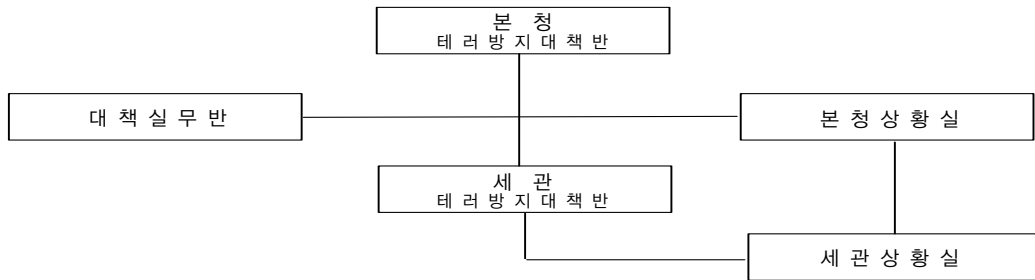 본 청
테 러 방 지 대 책 반
대 책 실 무 반
본 청 상 황 실
세 관
테 러 방 지 대 책 반
세 관 상 황 실